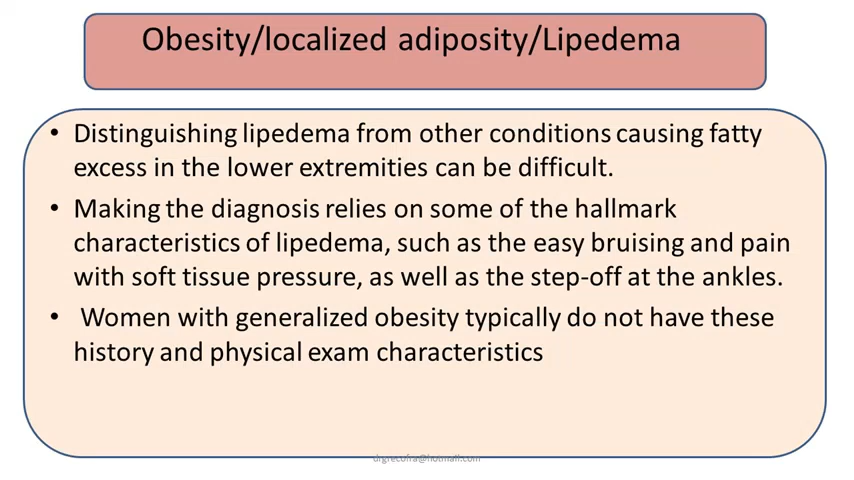 Obesity/localized adiposity/Lipedema
• Distinguishing lipedema from other conditions causing fatty
excess in the lower extremities can be difficult.
• Making the diagnosis relies on some of the hallmark
characteristics of lipedema, such as the easy bruising and pain
with soft tissue pressure, as well as the step-off at the ankles.
• Women with generalized obesity typically do not have these
history and physical exam characteristics
drgrecofra@hotmail.com